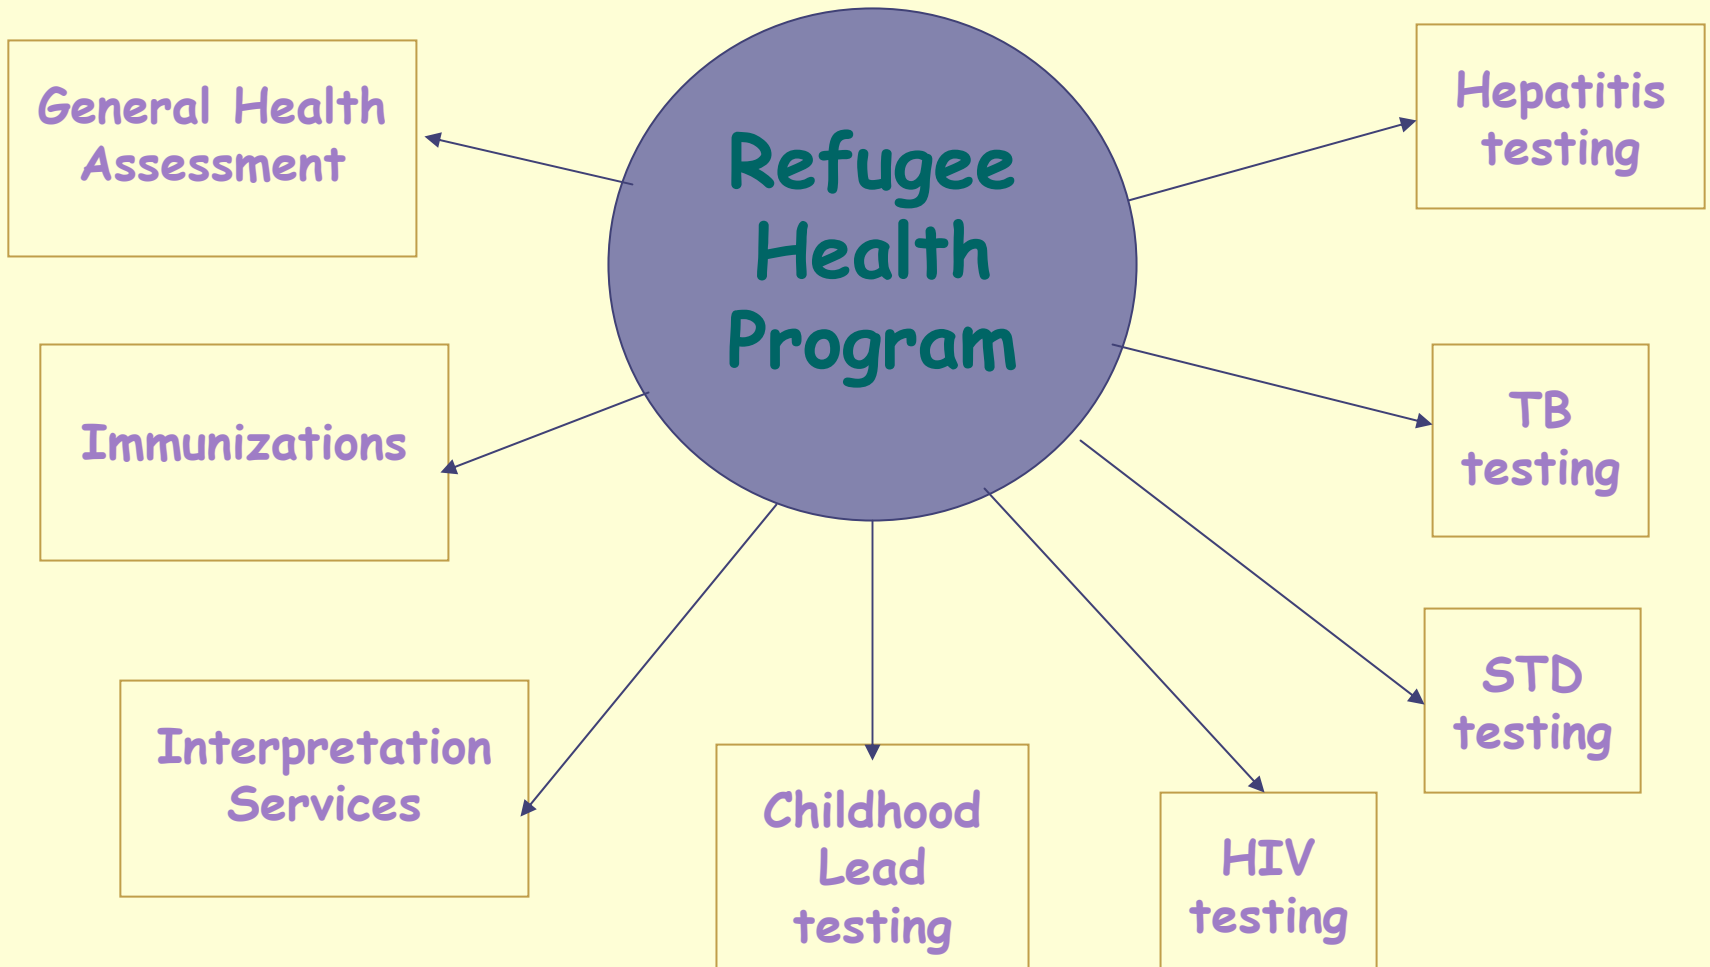 General Health
Assessment
Refugee
Health
Program
Hepatitis
testing
Immunizations
TB
testing
Interpretation
Services
STD
testing
Childhood
Lead
testing
HIV
testing